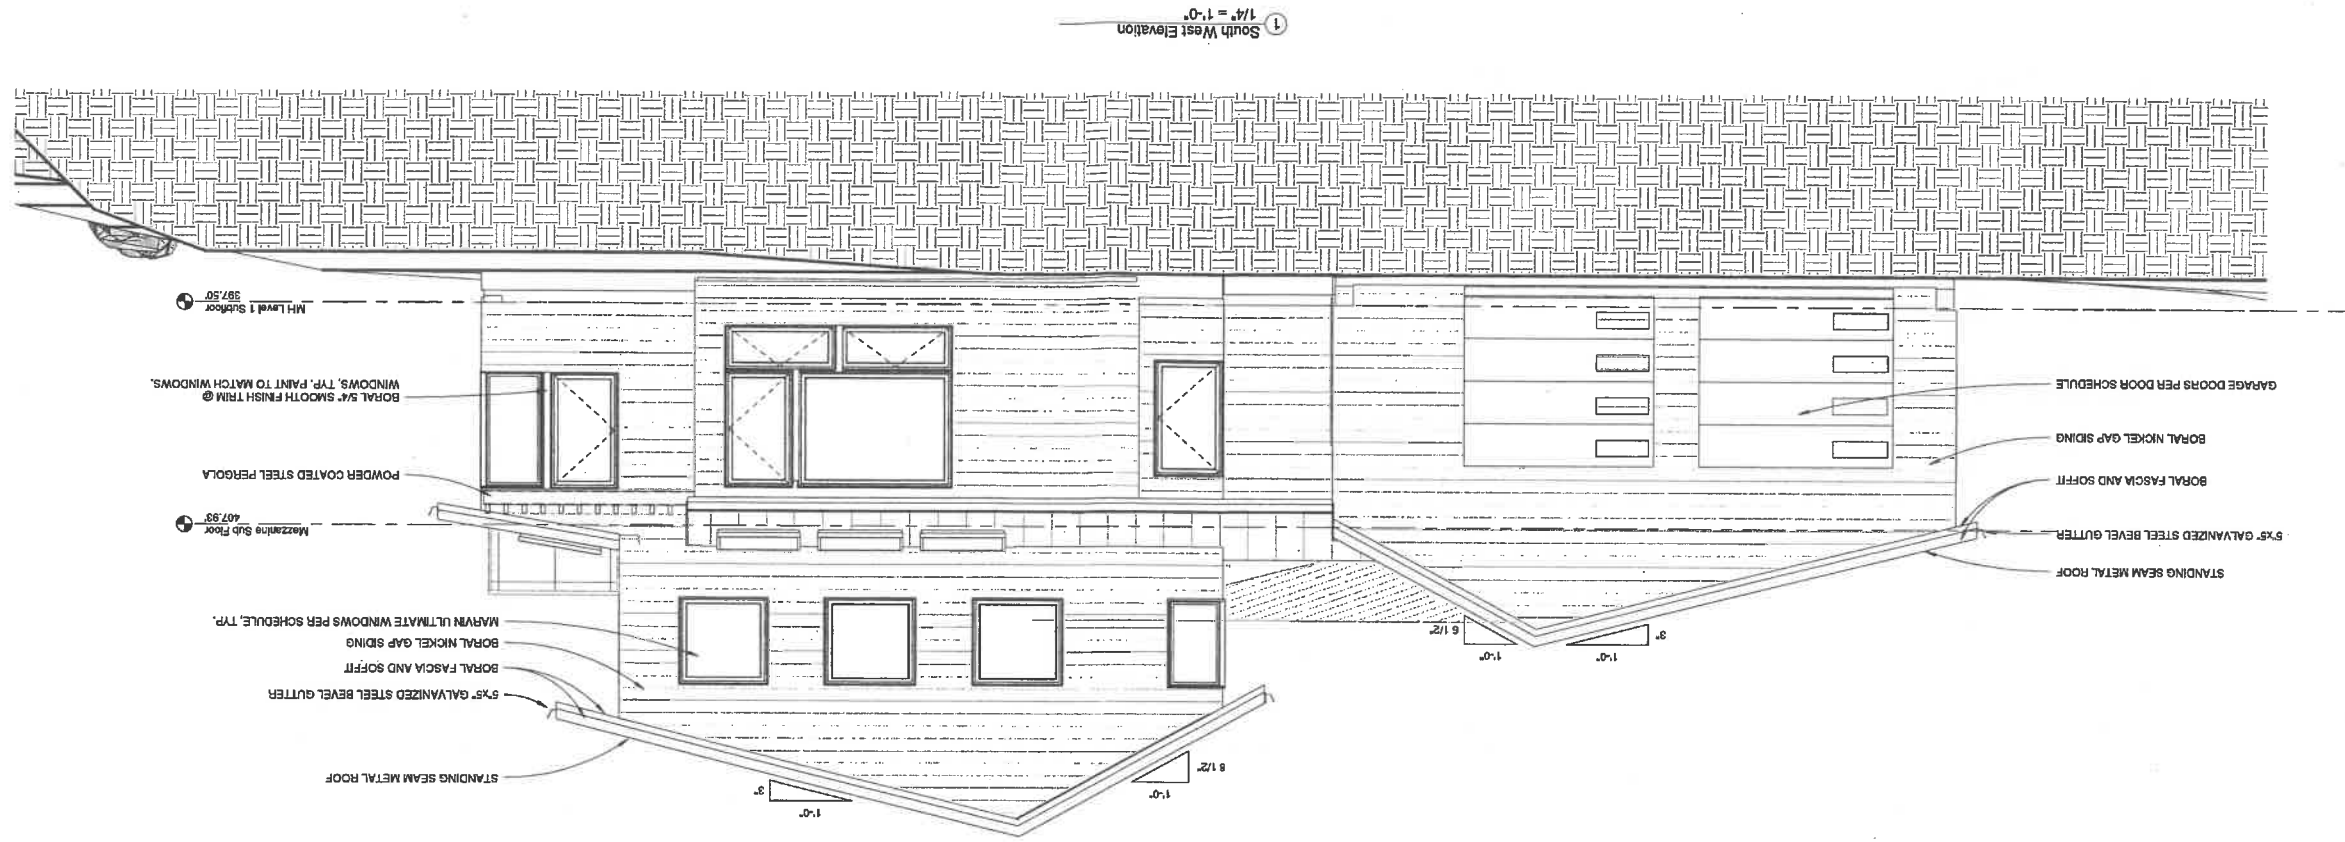 1'-0"
1'-0"
3"
6 1/2"
STANDING SEAM METAL ROOF
5"x5" GALVANIZED STEEL BEVEL GUTTER
BORAL FASCIA AND SOFFIT
BORAL NICKEL GAP SIDING
MARVIN ULTIMATE WINDOWS PER SCHEDULE, TYP.
1'-0"
1'-0"
3"
6 1/2"
STANDING SEAM METAL ROOF
5"x5" GALVANIZED STEEL BEVEL GUTTER
BORAL FASCIA AND SOFFIT
BORAL NICKEL GAP SIDING
GARAGE DOORS PER DOOR SCHEDULE
Mezzanine Sub Floor
407.93'
POWDER COATED STEEL PERGOLA
BORAL 5/4" SMOOTH FINISH TRIM @
WINDOWS, TYP. PAINT TO MATCH WINDOWS.
MH Level 1 Subfloor
397.50'
1
South West Elevation
1/4" = 1'-0"